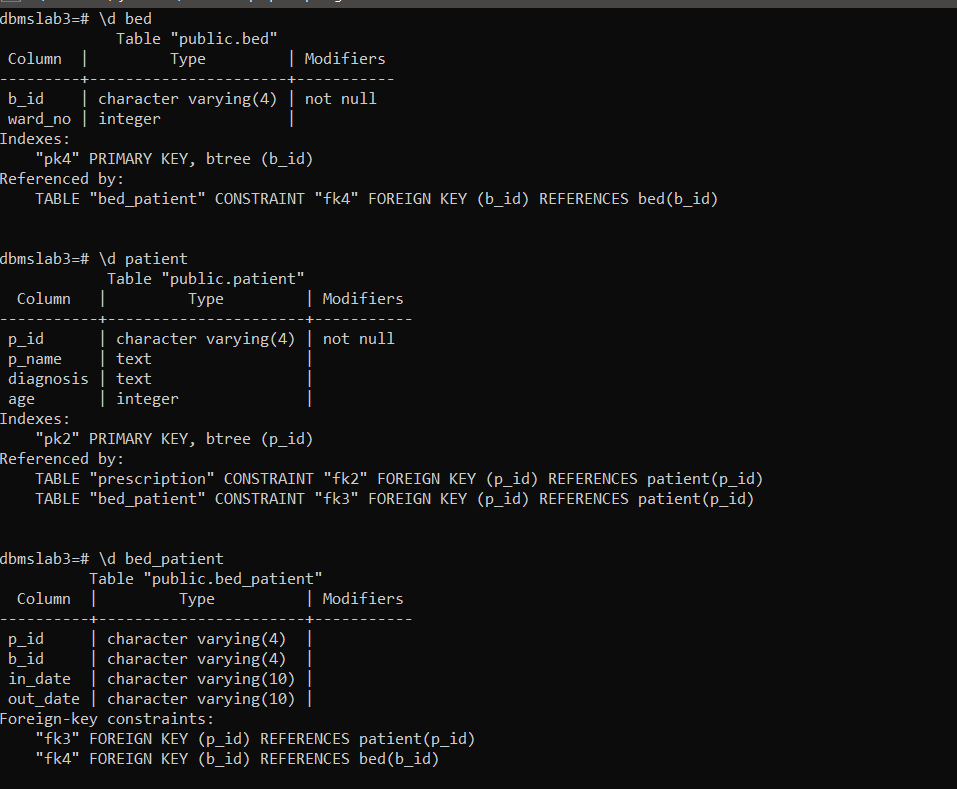 dbmslab3=# \d bed
            Table "public.bed"
 Column  |         Type         | Modifiers
---------+----------------------+-----------
 b_id    | character varying(4) | not null
 ward_no | integer              |
Indexes:
    "pk4" PRIMARY KEY, btree (b_id)
Referenced by:
    TABLE "bed_patient" CONSTRAINT "fk4" FOREIGN KEY (b_id) REFERENCES bed(b_id)
dbmslab3=# \d patient
           Table "public.patient"
  Column   |         Type         | Modifiers
-----------+----------------------+-----------
 p_id      | character varying(4) | not null
 p_name    | text                 |
 diagnosis | text                 |
 age       | integer              |
Indexes:
    "pk2" PRIMARY KEY, btree (p_id)
Referenced by:
    TABLE "prescription" CONSTRAINT "fk2" FOREIGN KEY (p_id) REFERENCES patient(p_id)
    TABLE "bed_patient" CONSTRAINT "fk3" FOREIGN KEY (p_id) REFERENCES patient(p_id)
dbmslab3=# \d bed_patient
         Table "public.bed_patient"
  Column  |         Type          | Modifiers
----------+-----------------------+-----------
 p_id     | character varying(4)  |
 b_id     | character varying(4)  |
 in_date  | character varying(10) |
 out_date | character varying(10) |
Foreign-key constraints:
    "fk3" FOREIGN KEY (p_id) REFERENCES patient(p_id)
    "fk4" FOREIGN KEY (b_id) REFERENCES bed(b_id)